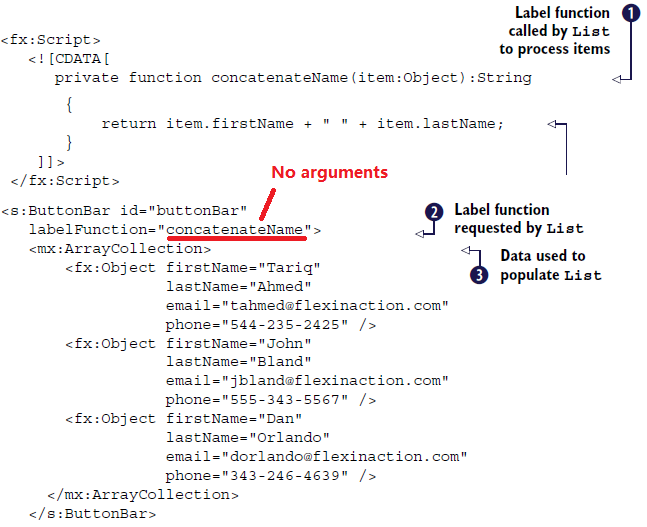 Label function
called by List
to process items
1
<fx:Script>
<![CDATA[
private function concatenateName(item:Object):String
{
return item.firstName + " " + item.lastName;
}
]]>
</fx:Script>
No arguments
<s:ButtonBar id="buttonBar"
labelFunction="concatenateName">
2
Label function
requested by List
<mx:ArrayCollection>
3
Data used to
populate List
<fx:Object firstName="Tariq"
lastName="Ahmed"
email="tahmed@flexinaction.com"
phone="544-235-2425" />
<fx:Object firstName="John"
lastName="Bland"
email="jbland@flexinaction.com"
phone="555-343-5567" />
<fx:Object firstName="Dan"
lastName="Orlando"
email="dorlando@flexinaction.com"
phone="343-246-4639" />
</mx:ArrayCollection>
</s:ButtonBar>